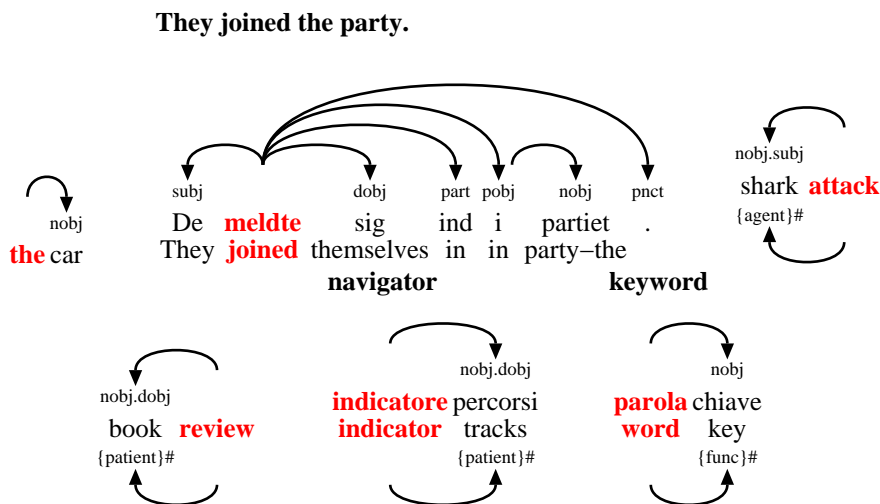 They joined the party.
subj dobj part pobj nobj pnct
De meldte sig ind i partiet .
They joined themselves in in party–the
nobj
the car
nobj.subj
shark attack
{agent}#
navigator
keyword
nobj.dobj
book review
{patient}#
nobj.dobj
indicatore percorsi
indicator tracks
{patient}#
nobj
parola chiave
word key
{func}#